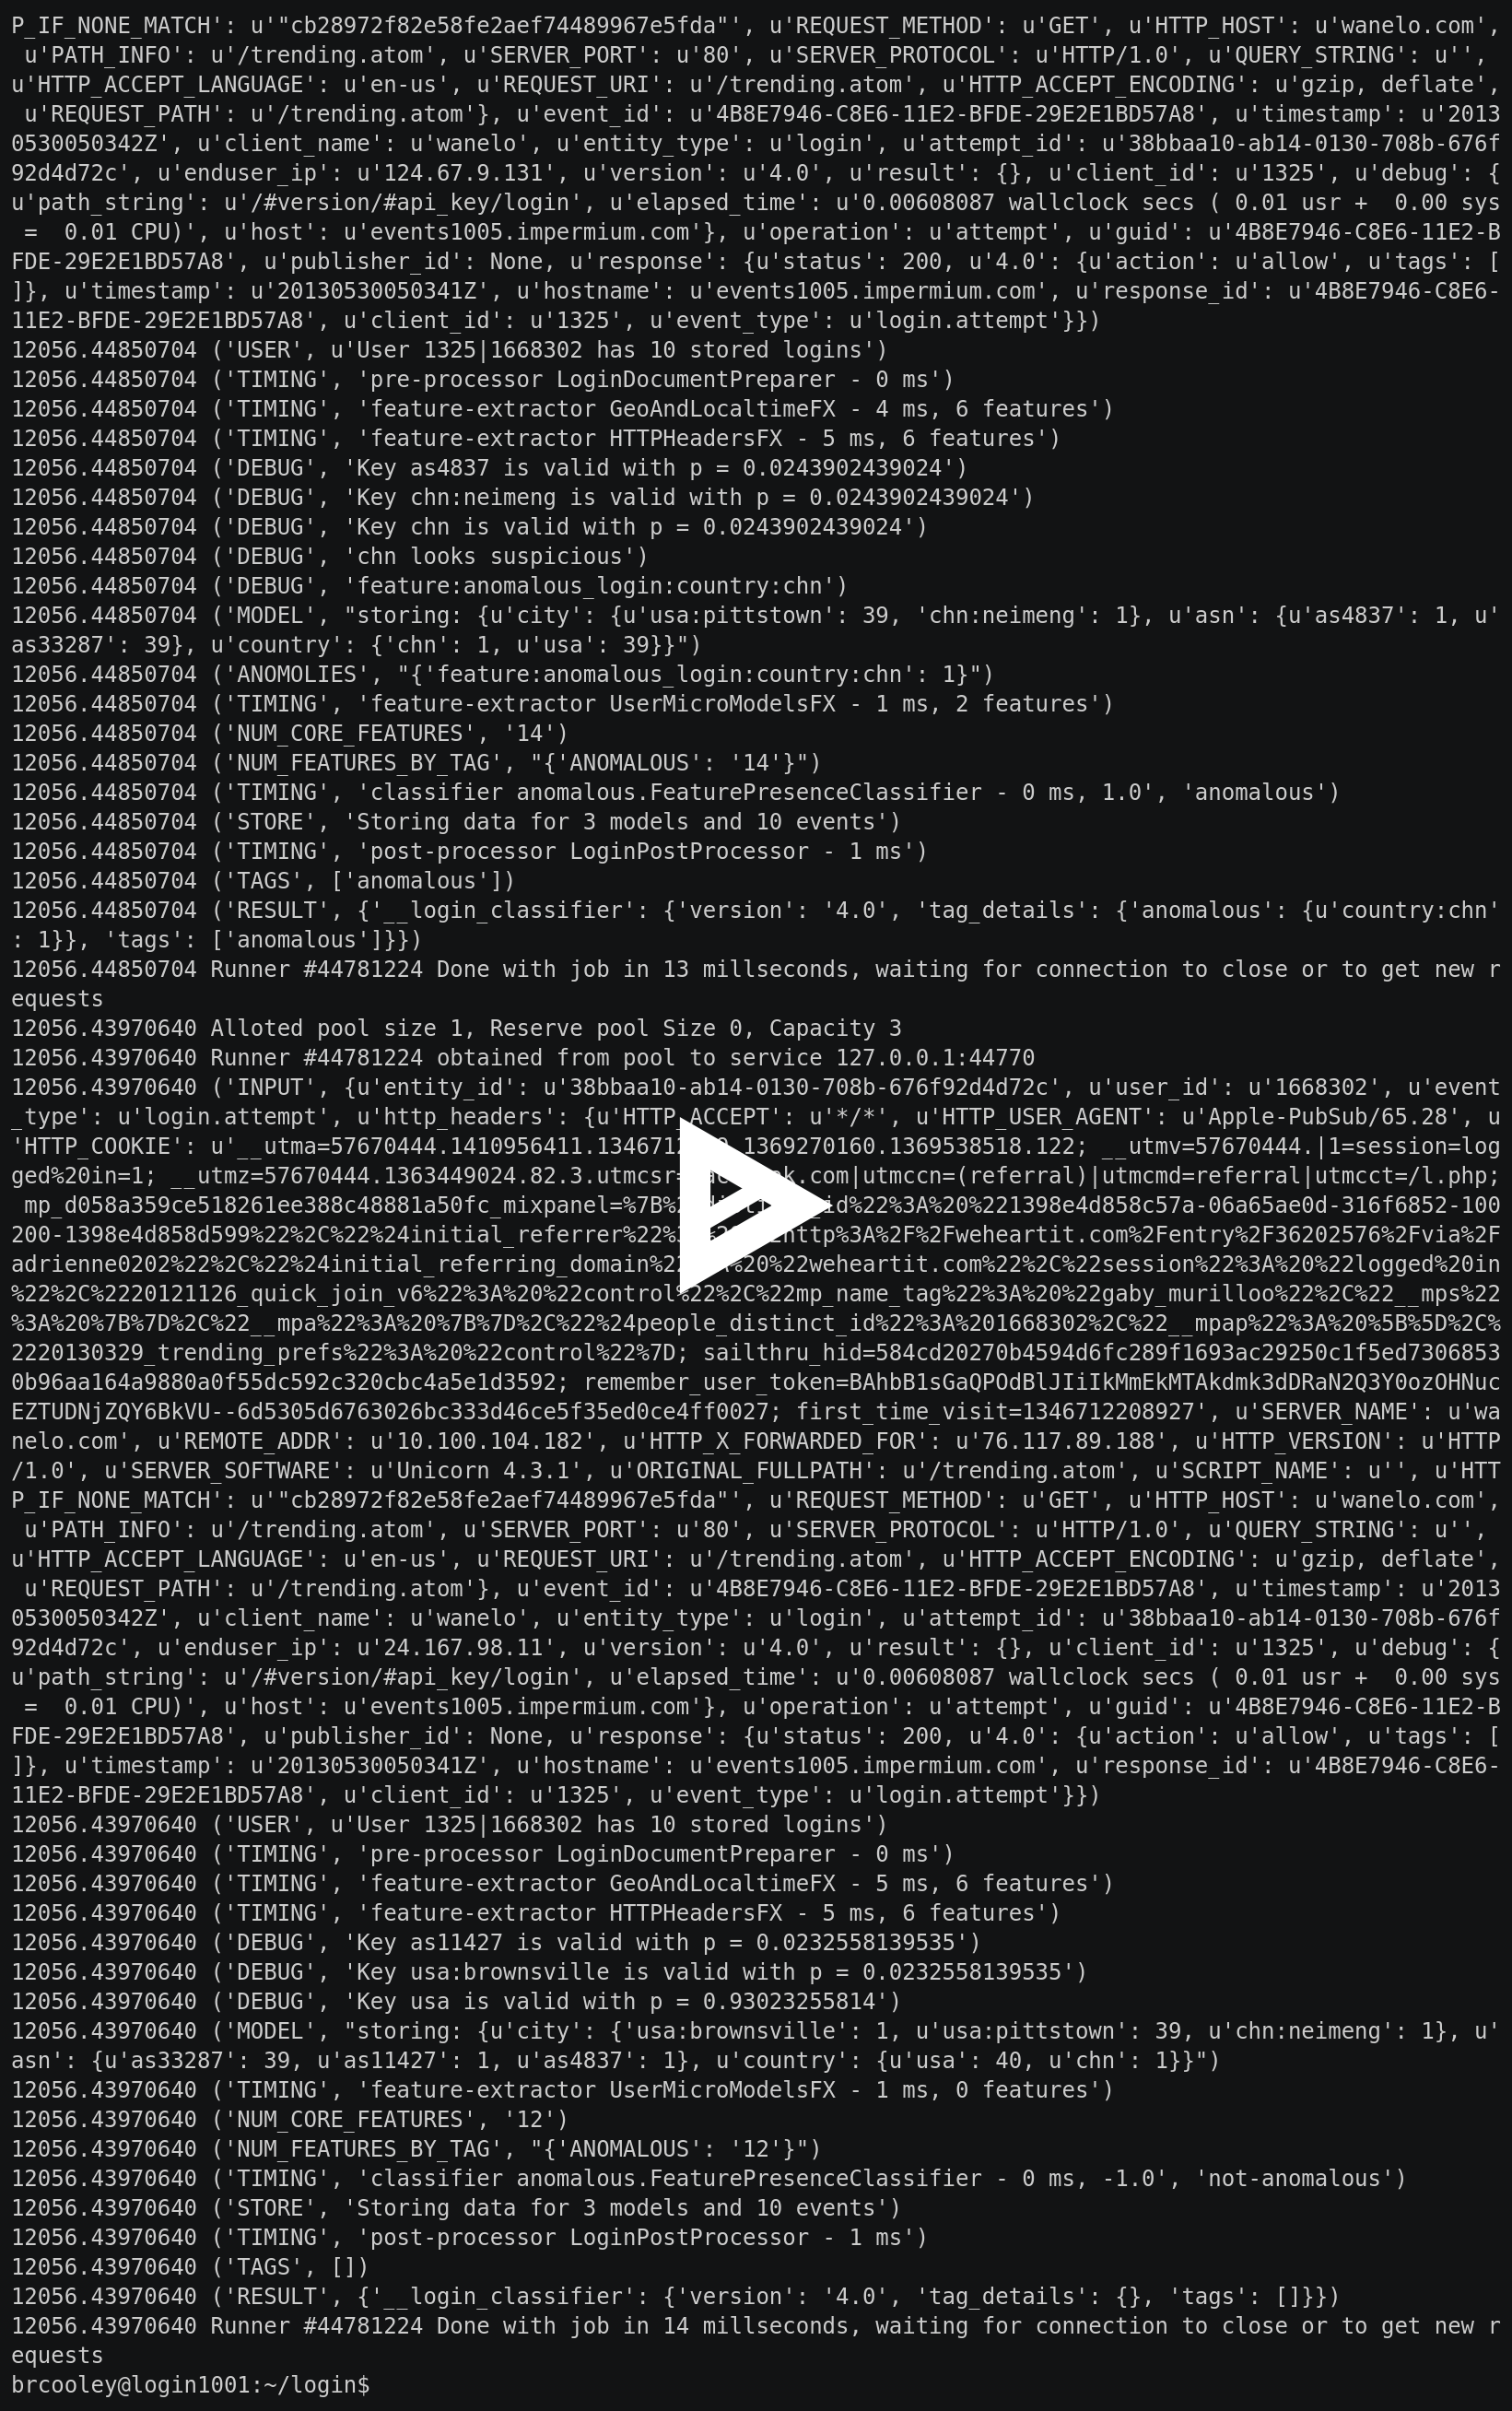 P_IF_NONE_MATCH': u'"cb28972f82e58fe2aef74489967e5fda"', u'REQUEST_METHOD': u'GET', u'HTTP_HOST': u'wanelo.com',
 u'PATH_INFO': u'/trending.atom', u'SERVER_PORT': u'80', u'SERVER_PROTOCOL': u'HTTP/1.0', u'QUERY_STRING': u'',
u'HTTP_ACCEPT_LANGUAGE': u'en-us', u'REQUEST_URI': u'/trending.atom', u'HTTP_ACCEPT_ENCODING': u'gzip, deflate',
 u'REQUEST_PATH': u'/trending.atom'}, u'event_id': u'4B8E7946-C8E6-11E2-BFDE-29E2E1BD57A8', u'timestamp': u'2013
0530050342Z', u'client_name': u'wanelo', u'entity_type': u'login', u'attempt_id': u'38bbaa10-ab14-0130-708b-676f
92d4d72c', u'enduser_ip': u'124.67.9.131', u'version': u'4.0', u'result': {}, u'client_id': u'1325', u'debug': {
u'path_string': u'/#version/#api_key/login', u'elapsed_time': u'0.00608087 wallclock secs ( 0.01 usr +  0.00 sys
 =  0.01 CPU)', u'host': u'events1005.impermium.com'}, u'operation': u'attempt', u'guid': u'4B8E7946-C8E6-11E2-B
FDE-29E2E1BD57A8', u'publisher_id': None, u'response': {u'status': 200, u'4.0': {u'action': u'allow', u'tags': [
]}, u'timestamp': u'20130530050341Z', u'hostname': u'events1005.impermium.com', u'response_id': u'4B8E7946-C8E6-
11E2-BFDE-29E2E1BD57A8', u'client_id': u'1325', u'event_type': u'login.attempt'}})
12056.44850704 ('USER', u'User 1325|1668302 has 10 stored logins')
12056.44850704 ('TIMING', 'pre-processor LoginDocumentPreparer - 0 ms')
12056.44850704 ('TIMING', 'feature-extractor GeoAndLocaltimeFX - 4 ms, 6 features')
12056.44850704 ('TIMING', 'feature-extractor HTTPHeadersFX - 5 ms, 6 features')
12056.44850704 ('DEBUG', 'Key as4837 is valid with p = 0.0243902439024')
12056.44850704 ('DEBUG', 'Key chn:neimeng is valid with p = 0.0243902439024')
12056.44850704 ('DEBUG', 'Key chn is valid with p = 0.0243902439024')
12056.44850704 ('DEBUG', 'chn looks suspicious')
12056.44850704 ('DEBUG', 'feature:anomalous_login:country:chn')
12056.44850704 ('MODEL', "storing: {u'city': {u'usa:pittstown': 39, 'chn:neimeng': 1}, u'asn': {u'as4837': 1, u'
as33287': 39}, u'country': {'chn': 1, u'usa': 39}}")
12056.44850704 ('ANOMOLIES', "{'feature:anomalous_login:country:chn': 1}")
12056.44850704 ('TIMING', 'feature-extractor UserMicroModelsFX - 1 ms, 2 features')
12056.44850704 ('NUM_CORE_FEATURES', '14')
12056.44850704 ('NUM_FEATURES_BY_TAG', "{'ANOMALOUS': '14'}")
12056.44850704 ('TIMING', 'classifier anomalous.FeaturePresenceClassifier - 0 ms, 1.0', 'anomalous')
12056.44850704 ('STORE', 'Storing data for 3 models and 10 events')
12056.44850704 ('TIMING', 'post-processor LoginPostProcessor - 1 ms')
12056.44850704 ('TAGS', ['anomalous'])
12056.44850704 ('RESULT', {'__login_classifier': {'version': '4.0', 'tag_details': {'anomalous': {u'country:chn'
: 1}}, 'tags': ['anomalous']}})
12056.44850704 Runner #44781224 Done with job in 13 millseconds, waiting for connection to close or to get new r
equests
12056.43970640 Alloted pool size 1, Reserve pool Size 0, Capacity 3
12056.43970640 Runner #44781224 obtained from pool to service 127.0.0.1:44770
12056.43970640 ('INPUT', {u'entity_id': u'38bbaa10-ab14-0130-708b-676f92d4d72c', u'user_id': u'1668302', u'event
_type': u'login.attempt', u'http_headers': {u'HTTP_ACCEPT': u'*/*', u'HTTP_USER_AGENT': u'Apple-PubSub/65.28', u
'HTTP_COOKIE': u'__utma=57670444.1410956411.1346712 .1369270160.1369538518.122; __utmv=57670444.|1=session=log
ged%20in=1; __utmz=57670444.1363449024.82.3.utmcsr= k.com|utmccn=(referral)|utmcmd=referral|utmcct=/l.php;
 mp_d058a359ce518261ee388c48881a50fc_mixpanel=%7B% id%22%3A%20%221398e4d858c57a-06a65ae0d-316f6852-100
200-1398e4d858d599%22%2C%22%24initial_referrer%22% http%3A%2F%2Fweheartit.com%2Fentry%2F36202576%2Fvia%2F
adrienne0202%22%2C%22%24initial_referring_domain%2 %20%22weheartit.com%22%2C%22session%22%3A%20%22logged%20in
%22%2C%2220121126_quick_join_v6%22%3A%20%22control%22%2C%22mp_name_tag%22%3A%20%22gaby_murilloo%22%2C%22__mps%22
%3A%20%7B%7D%2C%22__mpa%22%3A%20%7B%7D%2C%22%24people_distinct_id%22%3A%201668302%2C%22__mpap%22%3A%20%5B%5D%2C%
2220130329_trending_prefs%22%3A%20%22control%22%7D; sailthru_hid=584cd20270b4594d6fc289f1693ac29250c1f5ed7306853
0b96aa164a9880a0f55dc592c320cbc4a5e1d3592; remember_user_token=BAhbB1sGaQPOdBlJIiIkMmEkMTAkdmk3dDRaN2Q3Y0ozOHNuc
EZTUDNjZQY6BkVU--6d5305d6763026bc333d46ce5f35ed0ce4ff0027; first_time_visit=1346712208927', u'SERVER_NAME': u'wa
nelo.com', u'REMOTE_ADDR': u'10.100.104.182', u'HTTP_X_FORWARDED_FOR': u'76.117.89.188', u'HTTP_VERSION': u'HTTP
/1.0', u'SERVER_SOFTWARE': u'Unicorn 4.3.1', u'ORIGINAL_FULLPATH': u'/trending.atom', u'SCRIPT_NAME': u'', u'HTT
P_IF_NONE_MATCH': u'"cb28972f82e58fe2aef74489967e5fda"', u'REQUEST_METHOD': u'GET', u'HTTP_HOST': u'wanelo.com',
 u'PATH_INFO': u'/trending.atom', u'SERVER_PORT': u'80', u'SERVER_PROTOCOL': u'HTTP/1.0', u'QUERY_STRING': u'',
u'HTTP_ACCEPT_LANGUAGE': u'en-us', u'REQUEST_URI': u'/trending.atom', u'HTTP_ACCEPT_ENCODING': u'gzip, deflate',
 u'REQUEST_PATH': u'/trending.atom'}, u'event_id': u'4B8E7946-C8E6-11E2-BFDE-29E2E1BD57A8', u'timestamp': u'2013
0530050342Z', u'client_name': u'wanelo', u'entity_type': u'login', u'attempt_id': u'38bbaa10-ab14-0130-708b-676f
92d4d72c', u'enduser_ip': u'24.167.98.11', u'version': u'4.0', u'result': {}, u'client_id': u'1325', u'debug': {
u'path_string': u'/#version/#api_key/login', u'elapsed_time': u'0.00608087 wallclock secs ( 0.01 usr +  0.00 sys
 =  0.01 CPU)', u'host': u'events1005.impermium.com'}, u'operation': u'attempt', u'guid': u'4B8E7946-C8E6-11E2-B
FDE-29E2E1BD57A8', u'publisher_id': None, u'response': {u'status': 200, u'4.0': {u'action': u'allow', u'tags': [
]}, u'timestamp': u'20130530050341Z', u'hostname': u'events1005.impermium.com', u'response_id': u'4B8E7946-C8E6-
11E2-BFDE-29E2E1BD57A8', u'client_id': u'1325', u'event_type': u'login.attempt'}})
12056.43970640 ('USER', u'User 1325|1668302 has 10 stored logins')
12056.43970640 ('TIMING', 'pre-processor LoginDocumentPreparer - 0 ms')
12056.43970640 ('TIMING', 'feature-extractor GeoAndLocaltimeFX - 5 ms, 6 features')
12056.43970640 ('TIMING', 'feature-extractor HTTPHeadersFX - 5 ms, 6 features')
12056.43970640 ('DEBUG', 'Key as11427 is valid with p = 0.0232558139535')
12056.43970640 ('DEBUG', 'Key usa:brownsville is valid with p = 0.0232558139535')
12056.43970640 ('DEBUG', 'Key usa is valid with p = 0.93023255814')
12056.43970640 ('MODEL', "storing: {u'city': {'usa:brownsville': 1, u'usa:pittstown': 39, u'chn:neimeng': 1}, u'
asn': {u'as33287': 39, u'as11427': 1, u'as4837': 1}, u'country': {u'usa': 40, u'chn': 1}}")
12056.43970640 ('TIMING', 'feature-extractor UserMicroModelsFX - 1 ms, 0 features')
12056.43970640 ('NUM_CORE_FEATURES', '12')
12056.43970640 ('NUM_FEATURES_BY_TAG', "{'ANOMALOUS': '12'}")
12056.43970640 ('TIMING', 'classifier anomalous.FeaturePresenceClassifier - 0 ms, -1.0', 'not-anomalous')
12056.43970640 ('STORE', 'Storing data for 3 models and 10 events')
12056.43970640 ('TIMING', 'post-processor LoginPostProcessor - 1 ms')
12056.43970640 ('TAGS', [])
12056.43970640 ('RESULT', {'__login_classifier': {'version': '4.0', 'tag_details': {}, 'tags': []}})
12056.43970640 Runner #44781224 Done with job in 14 millseconds, waiting for connection to close or to get new r
equests
brcooley@login1001:~/login$